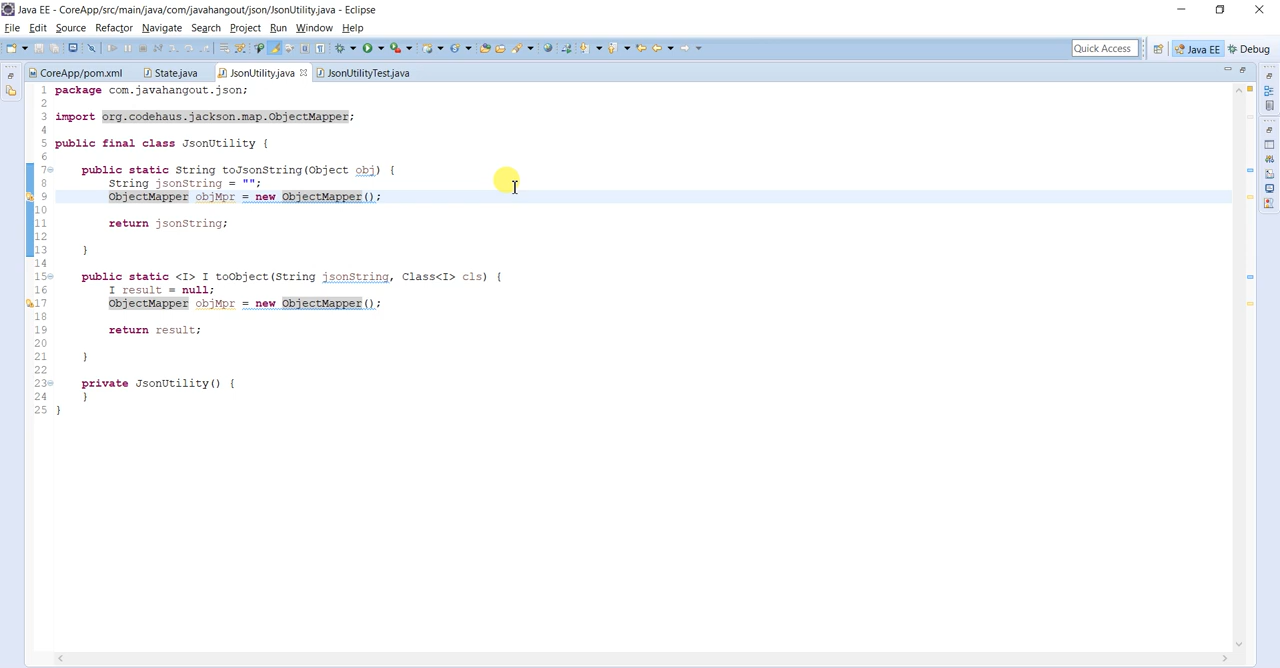 Java EE - CoreApp/src/main/java/com/javahangout/json/JsonUtility.java - Eclipse
File Edit Source Refactor Navigate Search Project Run Window Help
Quick Access Java EE Debug
CoreApp/pom.xml State.java JsonUtility.java JsonUtilityTest.java
1 package com.javahangout.json;
2
3 import org.codehaus.jackson.map.ObjectMapper;
4
5 public final class JsonUtility {
6
7 public static String toJsonString(Object obj) {
8 String jsonString = "";
9 ObjectMapper objMpr = new ObjectMapper();
10
11 return jsonString;
12
13 }
14
15 public static <I> I toObject(String jsonString, Class<I> cls) {
16 I result = null;
17 ObjectMapper objMpr = new ObjectMapper();
18
19 return result;
20
21 }
22
23 private JsonUtility() {
24 }
25 }